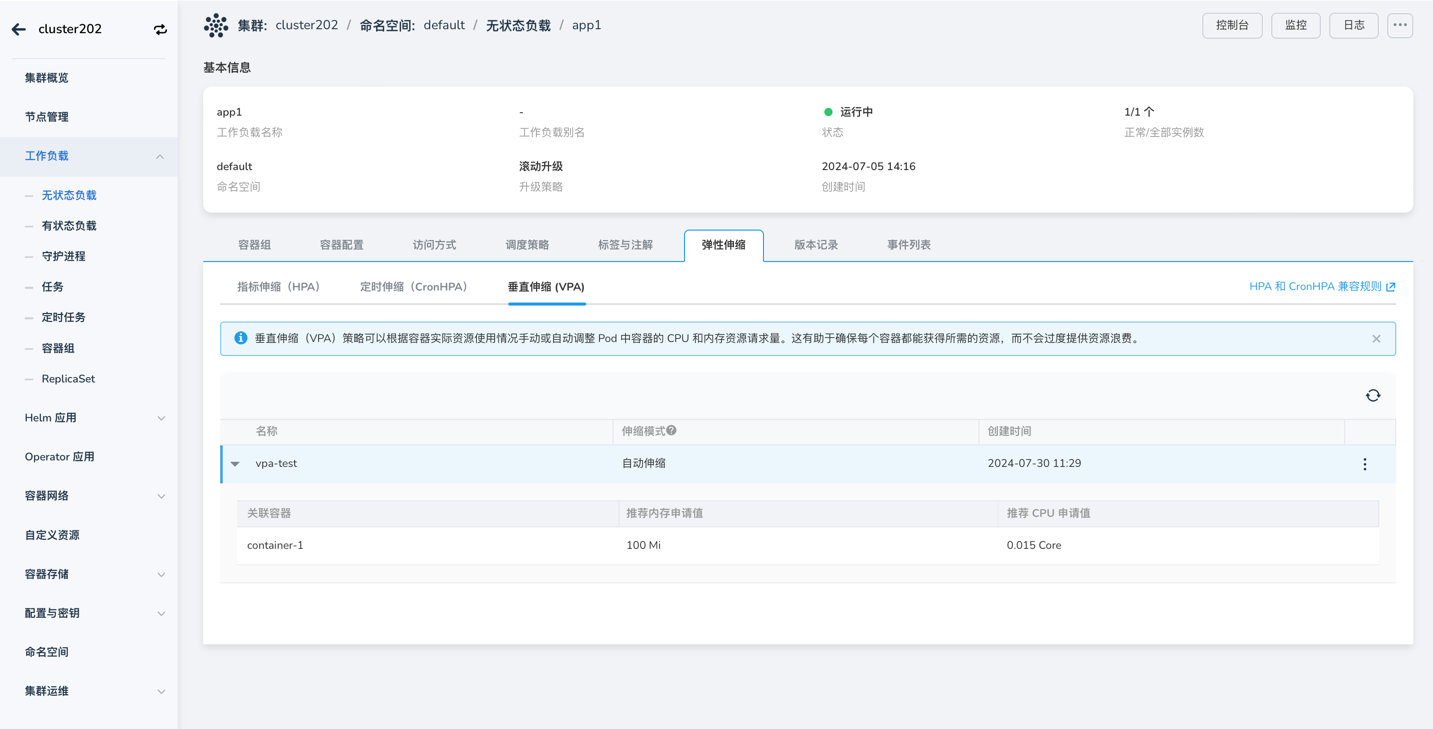 cluster202
集群: cluster202 / 命名空间: default / 无状态负载 / app1
控制台 监控 日志
集群概览
节点管理
工作负载
无状态负载
有状态负载
守护进程
任务
定时任务
容器组
ReplicaSet
Helm 应用
Operator 应用
容器网络
自定义资源
容器存储
配置与密钥
命名空间
集群运维
基本信息
app1 - 运行中 1/1 个
工作负载名称 工作负载别名 状态 正常/全部实例数
default 滚动升级 2024-07-05 14:16
命名空间 升级策略 创建时间
容器组 容器配置 访问方式 调度策略 标签与注解 弹性伸缩 版本记录 事件列表
指标伸缩（HPA） 定时伸缩（CronHPA） 垂直伸缩 (VPA) HPA 和 CronHPA 兼容规则
垂直伸缩（VPA）策略可以根据容器实际资源使用情况手动或自动调整 Pod 中容器的 CPU 和内存资源请求量。这有助于确保每个容器都能获得所需的资源，而不会过度提供资源浪费。
名称 伸缩模式 创建时间
vpa-test 自动伸缩 2024-07-30 11:29
关联容器 推荐内存申请值 推荐 CPU 申请值
container-1 100 Mi 0.015 Core